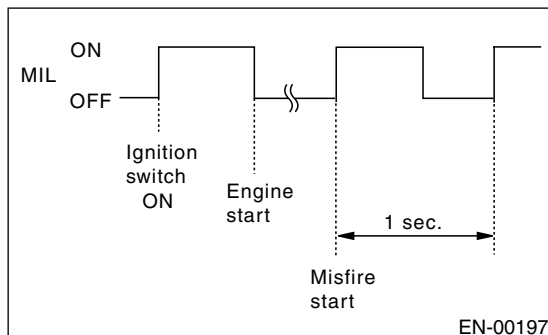 ON
MIL
OFF
Ignition
switch
ON
Engine
start
1 sec.
Misfire
start
EN-00197